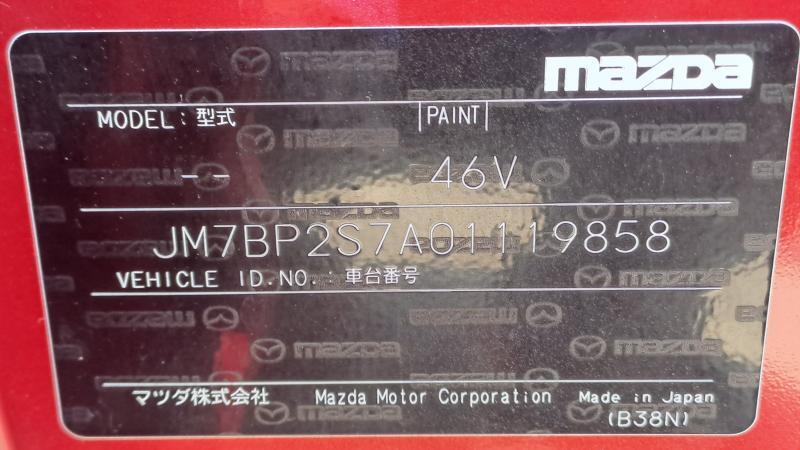 mazda
MODEL : 型式 |PAINT|
-- 46V
JM7BP2S7A01119858
VEHICLE ID.NO. : 車台番号
マツダ株式会社 Mazda Motor Corporation Made in Japan
(B38N)